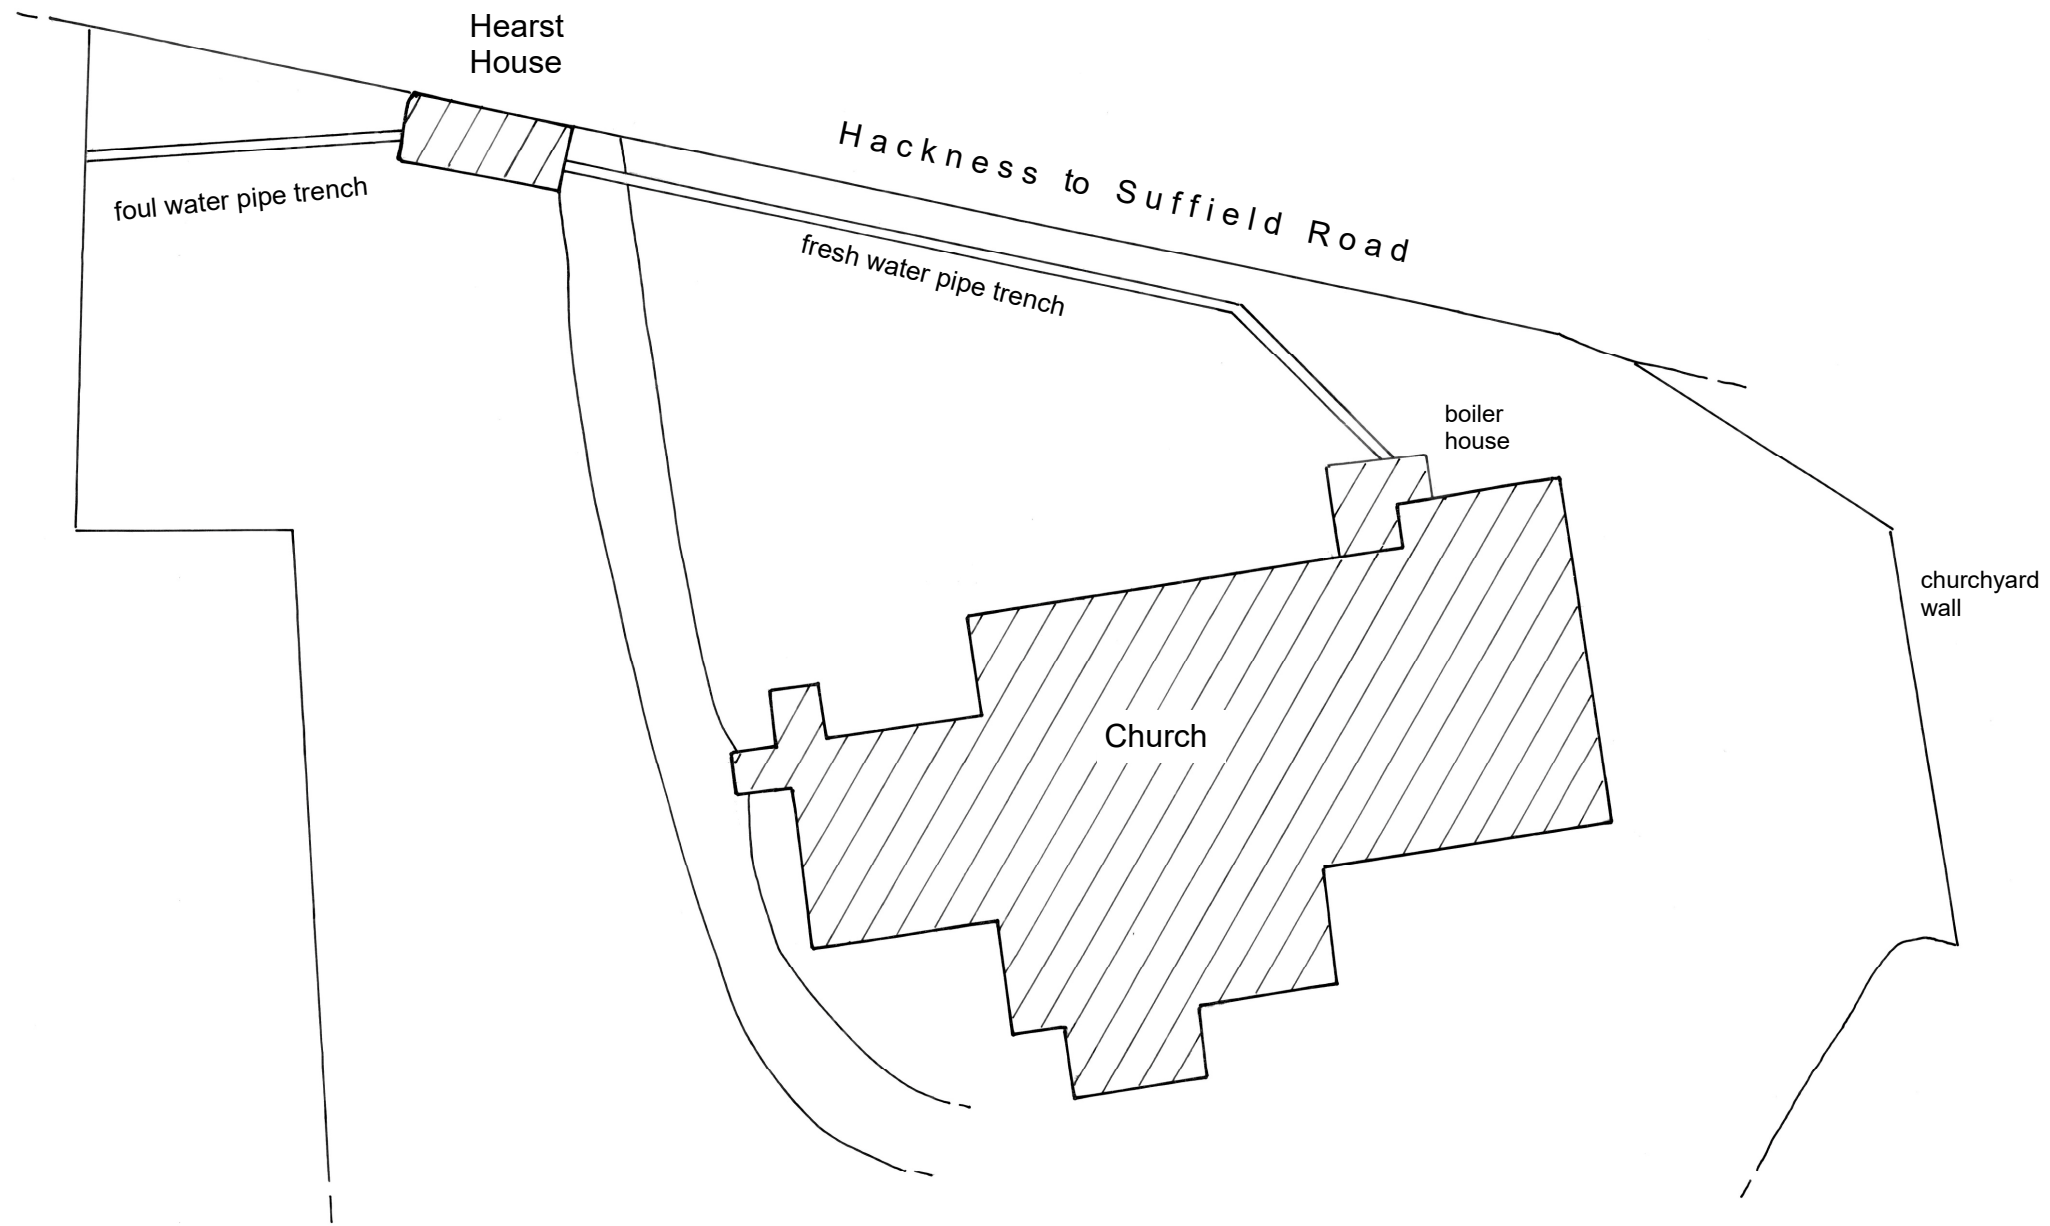 Hearst
House
Hackness to Suffield Road
foul water pipe trench
fresh water pipe trench
boiler
house
churchyard
wall
Church